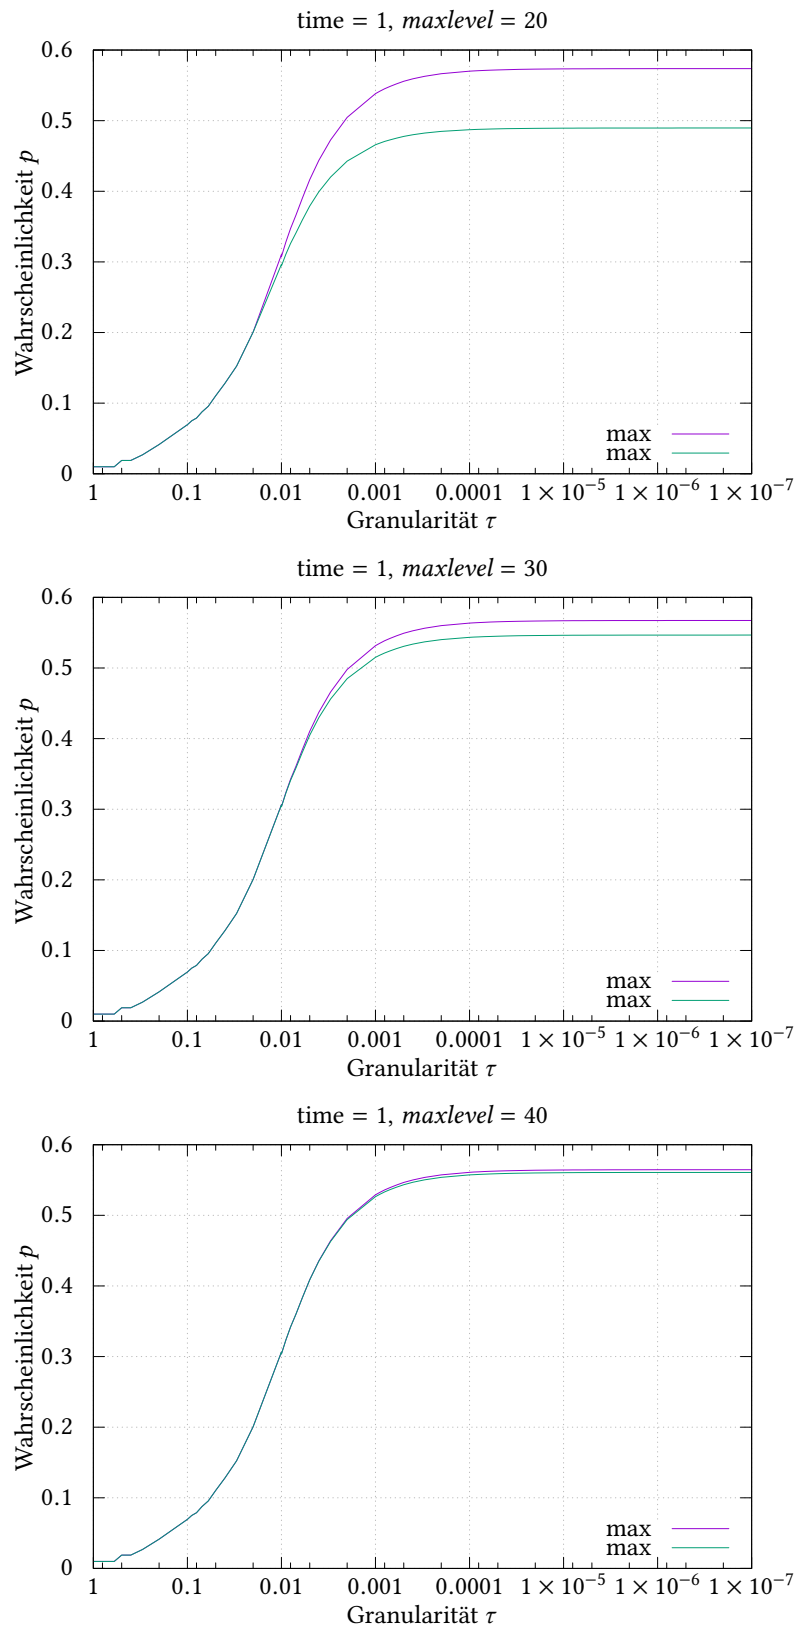 time = 1, maxlevel = 20
0.6
0.5
0.4
0.3
0.2
0.1
0
Wahrscheinlichkeit p
max
max
1 0.1 0.01 0.001 0.0001 1 × 10⁻⁵ 1 × 10⁻⁶ 1 × 10⁻⁷
Granularität τ
time = 1, maxlevel = 30
0.6
0.5
0.4
0.3
0.2
0.1
0
Wahrscheinlichkeit p
max
max
1 0.1 0.01 0.001 0.0001 1 × 10⁻⁵ 1 × 10⁻⁶ 1 × 10⁻⁷
Granularität τ
time = 1, maxlevel = 40
0.6
0.5
0.4
0.3
0.2
0.1
0
Wahrscheinlichkeit p
max
max
1 0.1 0.01 0.001 0.0001 1 × 10⁻⁵ 1 × 10⁻⁶ 1 × 10⁻⁷
Granularität τ